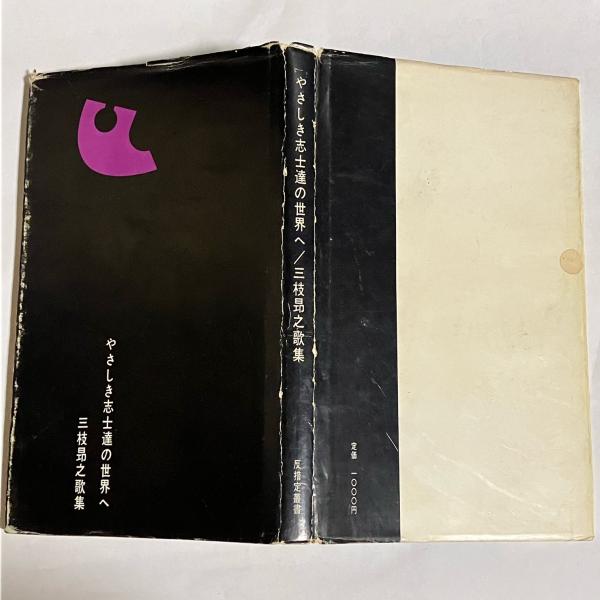 やさしき志士達の世界へ
三枝昻之歌集
やさしき志士達の世界へ/三枝昻之歌集
反措定叢書
定価 一〇〇〇円